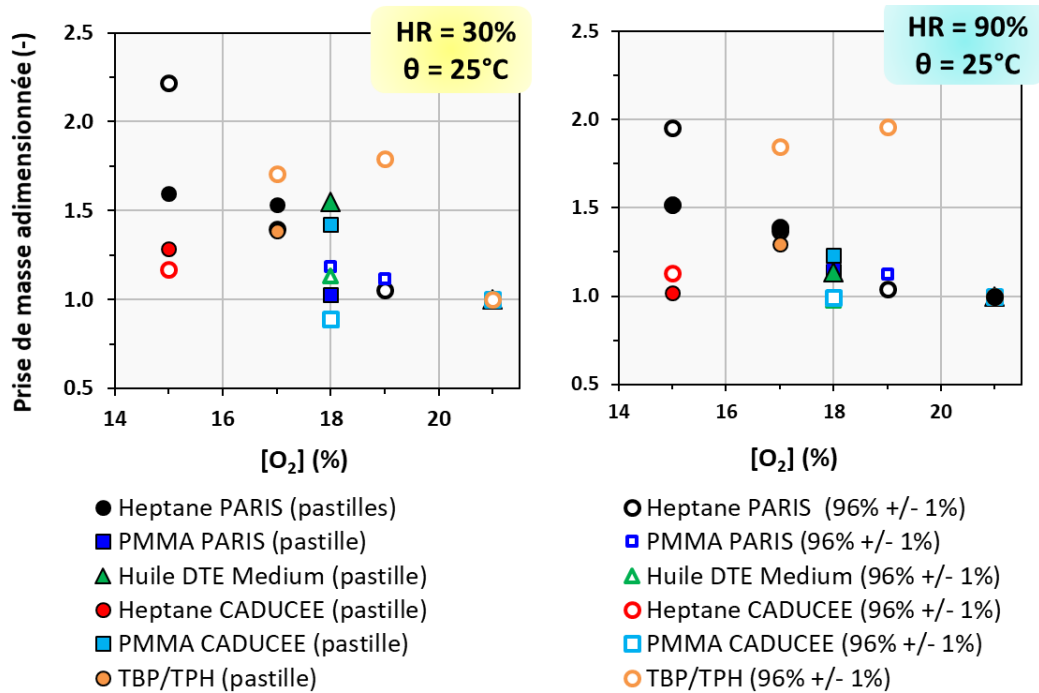 HR = 30%
θ = 25°C
HR = 90%
θ = 25°C
Prise de masse adimensionnée (-)
2.5
2.0
1.5
1.0
0.5
14
16
18
20
[O₂] (%)
2.5
2.0
1.5
1.0
0.5
14
16
18
20
[O₂] (%)
Heptane PARIS (pastilles)
PMMA PARIS (pastille)
Huile DTE Medium (pastille)
Heptane CADUCEE (pastille)
PMMA CADUCEE (pastille)
TBP/TPH (pastille)
Heptane PARIS (96% +/- 1%)
PMMA PARIS (96% +/- 1%)
Huile DTE Medium (96% +/- 1%)
Heptane CADUCEE (96% +/- 1%)
PMMA CADUCEE (96% +/- 1%)
TBP/TPH (96% +/- 1%)